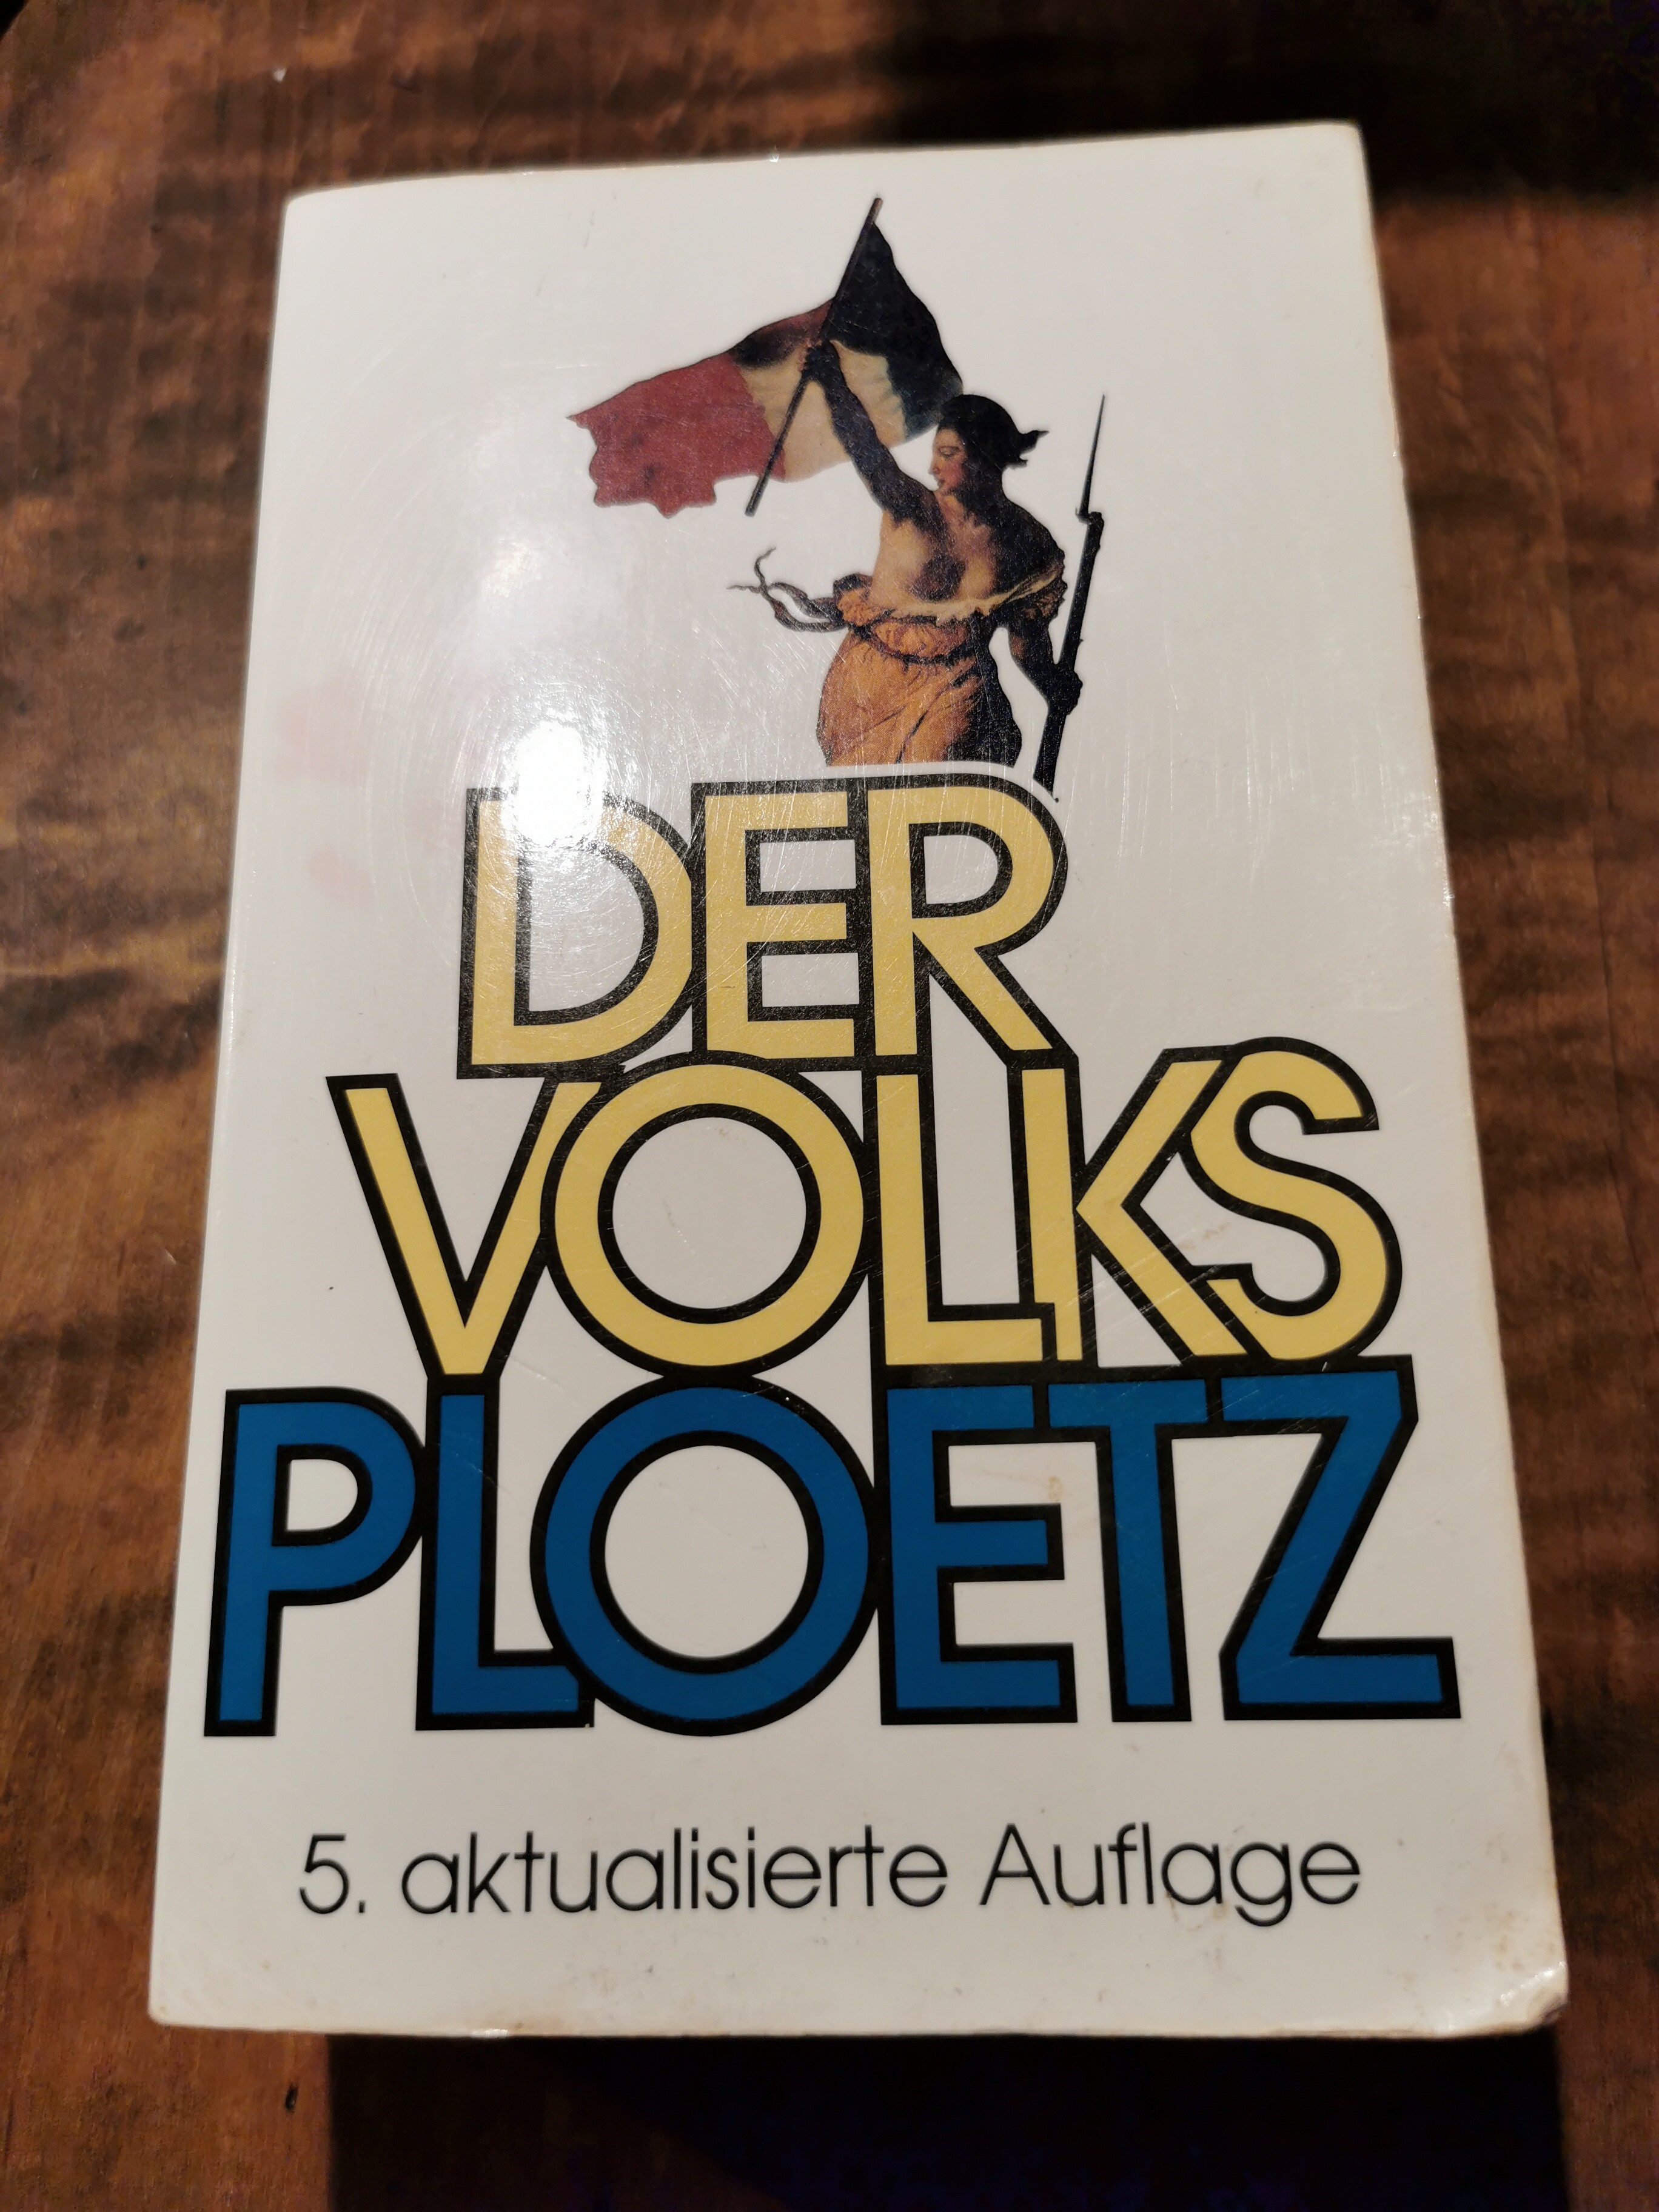 DER
VOLKS
PLOETZ
5. aktualisierte Auflage